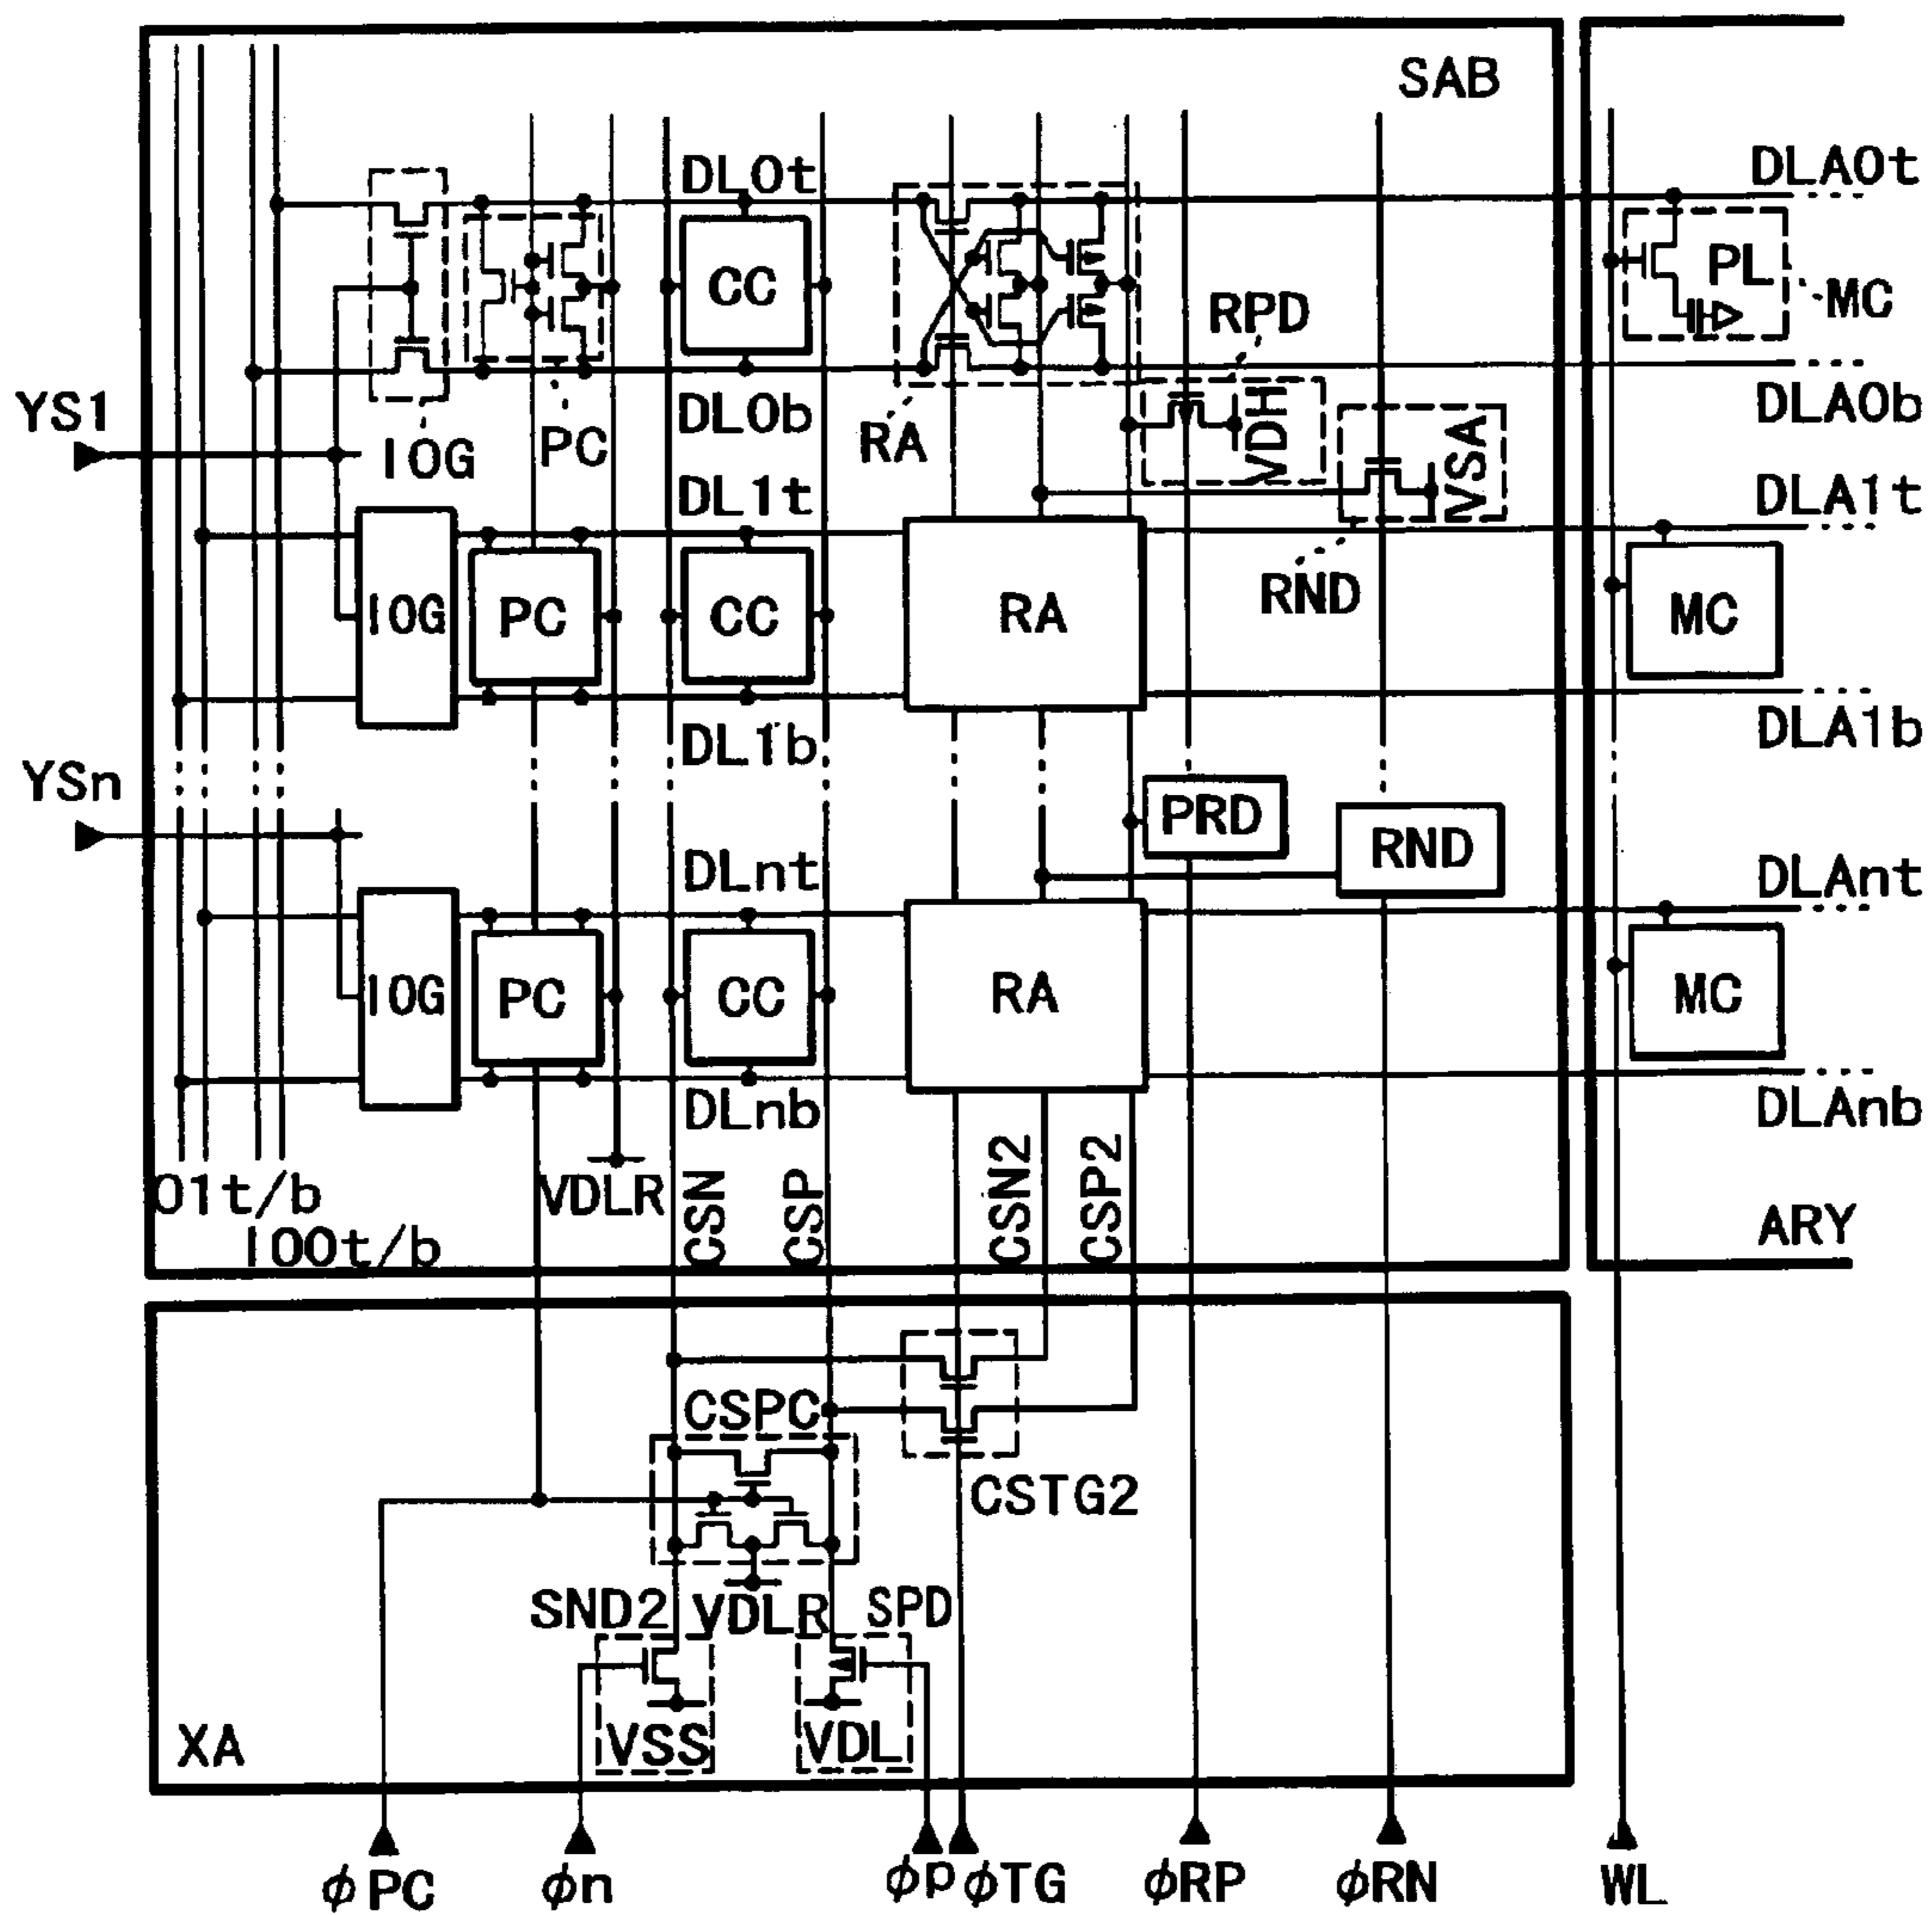 SAB
DL0t
DLA0t
CC
PL
MC
RPD
YS1
IOG
PC
DL0b
RA
VDH
VSA
DLA0b
DL1t
DLA1t
IOG
PC
CC
RA
RND
MC
DL1b
DLA1b
YSn
PRD
RND
DLnt
DLAnt
IOG
PC
CC
RA
MC
DLnb
DLAnb
O1t/b
VDLR
CSN
CSP
CSN2
CSP2
IO0t/b
ARY
CSPC
CSTG2
SND2
VDLR
SPD
XA
VSS
VDL
φPC
φn
φp
φTG
φRP
φRN
WL